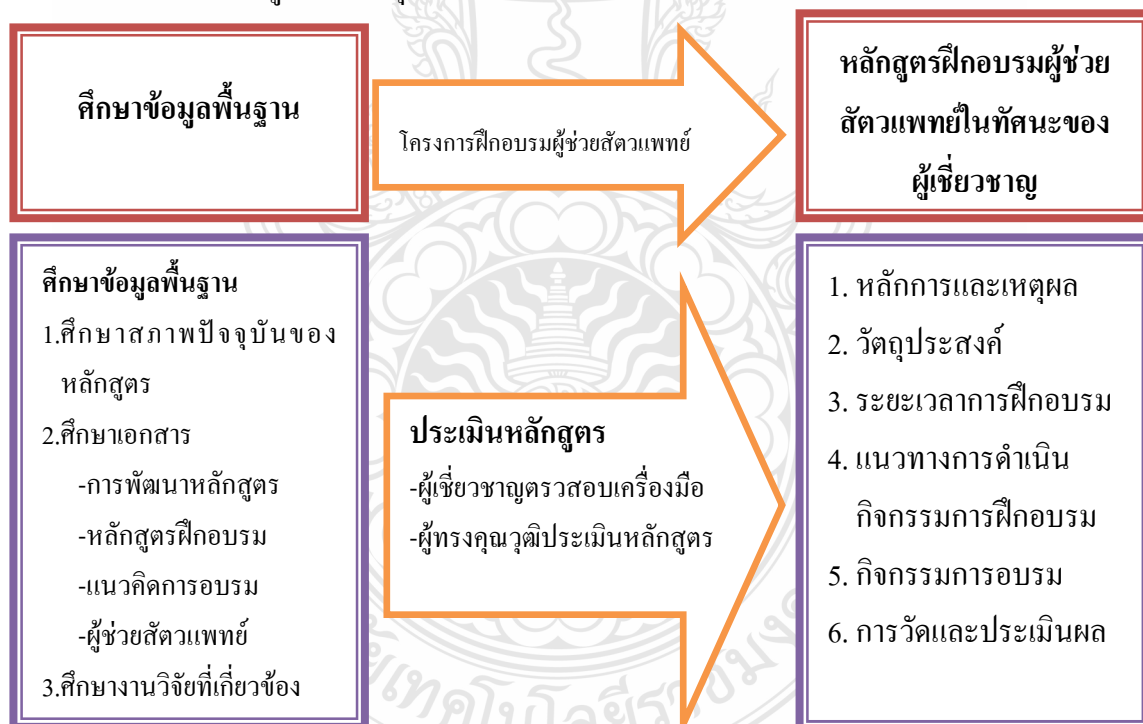 ศึกษาข้อมูลพื้นฐาน
โครงการฝึกอบรมผู้ช่วยสัตวแพทย์
หลักสูตรฝึกอบรมผู้ช่วย
สัตวแพทย์ในทัศนะของ
ผู้เชี่ยวชาญ
ศึกษาข้อมูลพื้นฐาน
1.ศึกษาสภาพปัจจุบันของ
หลักสูตร
2.ศึกษาเอกสาร
-การพัฒนาหลักสูตร
-หลักสูตรฝึกอบรม
-แนวคิดการอบรม
-ผู้ช่วยสัตวแพทย์
3.ศึกษางานวิจัยที่เกี่ยวข้อง
ประเมินหลักสูตร
-ผู้เชี่ยวชาญตรวสอบเครื่องมือ
-ผู้ทรงคุณวุฒิประเมินหลักสูตร
1. หลักการและเหตุผล
2. วัตถุประสงค์
3. ระยะเวลาการฝึกอบรม
4. แนวทางการดำเนิน
กิจกรรมการฝึกอบรม
5. กิจกรรมการอบรม
6. การวัดและประเมินผล